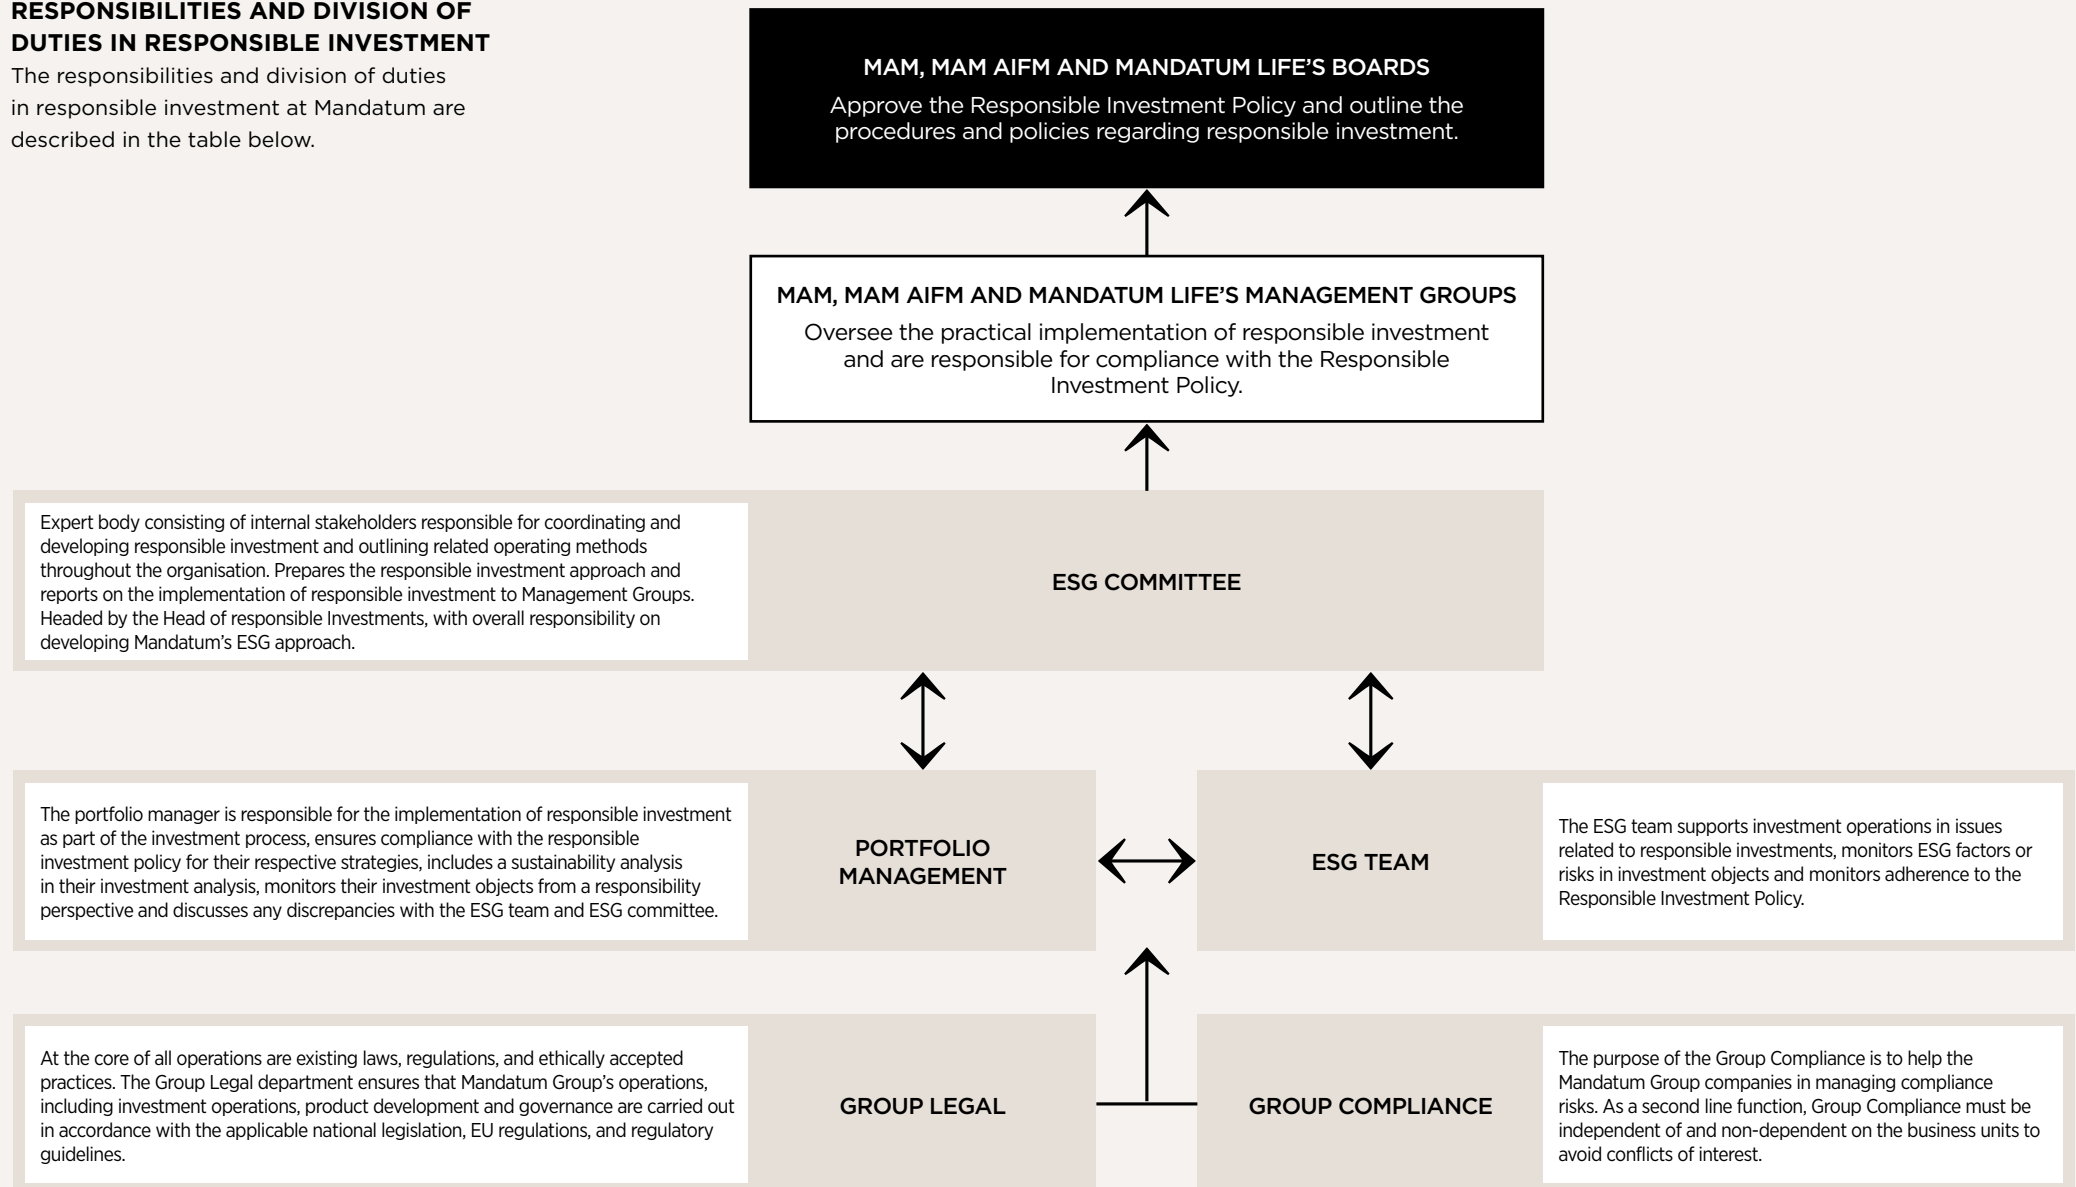 RESPONSIBILITIES AND DIVISION OF
DUTIES IN RESPONSIBLE INVESTMENT
The responsibilities and division of duties
in responsible investment at Mandatum are
described in the table below.
MAM, MAM AIFM AND MANDATUM LIFE'S BOARDS
Approve the Responsible Investment Policy and outline the
procedures and policies regarding responsible investment.
MAM, MAM AIFM AND MANDATUM LIFE'S MANAGEMENT GROUPS
Oversee the practical implementation of responsible investment
and are responsible for compliance with the Responsible
Investment Policy.
Expert body consisting of internal stakeholders responsible for coordinating and
developing responsible investment and outlining related operating methods
throughout the organisation. Prepares the responsible investment approach and
reports on the implementation of responsible investment to Management Groups.
Headed by the Head of responsible Investments, with overall responsibility on
developing Mandatum's ESG approach.
ESG COMMITTEE
The portfolio manager is responsible for the implementation of responsible investment
as part of the investment process, ensures compliance with the responsible
investment policy for their respective strategies, includes a sustainability analysis
in their investment analysis, monitors their investment objects from a responsibility
perspective and discusses any discrepancies with the ESG team and ESG committee.
PORTFOLIO
MANAGEMENT
ESG TEAM
The ESG team supports investment operations in issues
related to responsible investments, monitors ESG factors or
risks in investment objects and monitors adherence to the
Responsible Investment Policy.
At the core of all operations are existing laws, regulations, and ethically accepted
practices. The Group Legal department ensures that Mandatum Group's operations,
including investment operations, product development and governance are carried out
in accordance with the applicable national legislation, EU regulations, and regulatory
guidelines.
GROUP LEGAL
GROUP COMPLIANCE
The purpose of the Group Compliance is to help the
Mandatum Group companies in managing compliance
risks. As a second line function, Group Compliance must be
independent of and non-dependent on the business units to
avoid conflicts of interest.